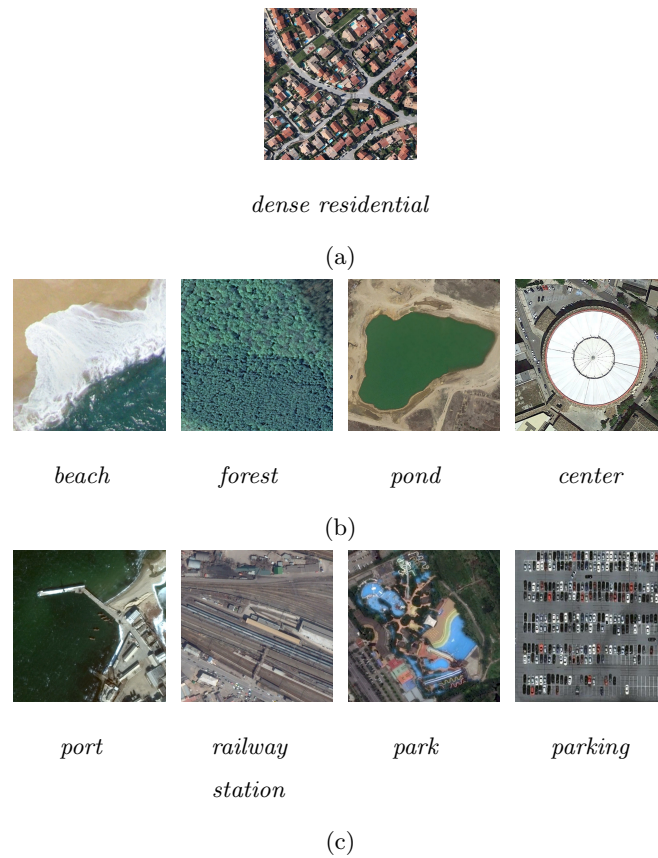 dense residential
(a)
beach forest pond center
(b)
port railway park parking
station
(c)